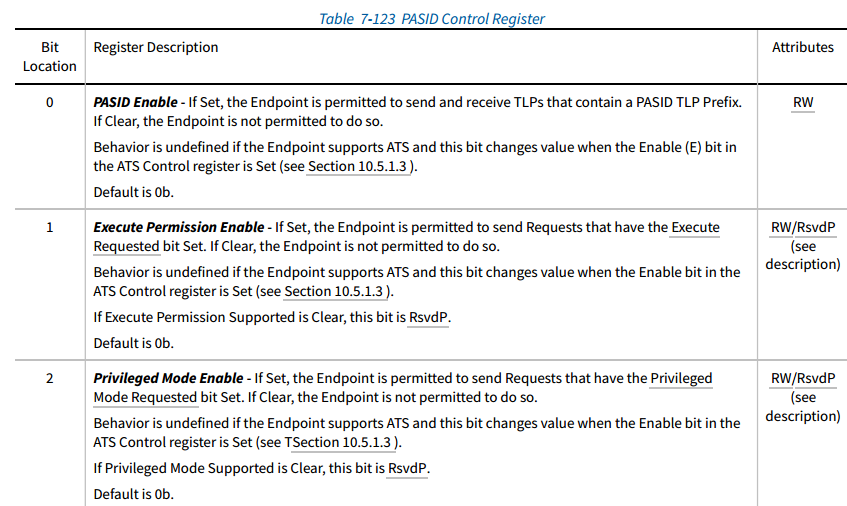 Table 7-123 PASID Control Register
Bit Location
Register Description
Attributes
0
PASID Enable - If Set, the Endpoint is permitted to send and receive TLPs that contain a PASID TLP Prefix.
If Clear, the Endpoint is not permitted to do so.
Behavior is undefined if the Endpoint supports ATS and this bit changes value when the Enable (E) bit in
the ATS Control register is Set (see Section 10.5.1.3 ).
Default is 0b.
RW
1
Execute Permission Enable - If Set, the Endpoint is permitted to send Requests that have the Execute
Requested bit Set. If Clear, the Endpoint is not permitted to do so.
Behavior is undefined if the Endpoint supports ATS and this bit changes value when the Enable bit in the
ATS Control register is Set (see Section 10.5.1.3 ).
If Execute Permission Supported is Clear, this bit is RsvdP.
Default is 0b.
RW/RsvdP
(see
description)
2
Privileged Mode Enable - If Set, the Endpoint is permitted to send Requests that have the Privileged
Mode Requested bit Set. If Clear, the Endpoint is not permitted to do so.
Behavior is undefined if the Endpoint supports ATS and this bit changes value when the Enable bit in the
ATS Control register is Set (see TSection 10.5.1.3 ).
If Privileged Mode Supported is Clear, this bit is RsvdP.
Default is 0b.
RW/RsvdP
(see
description)